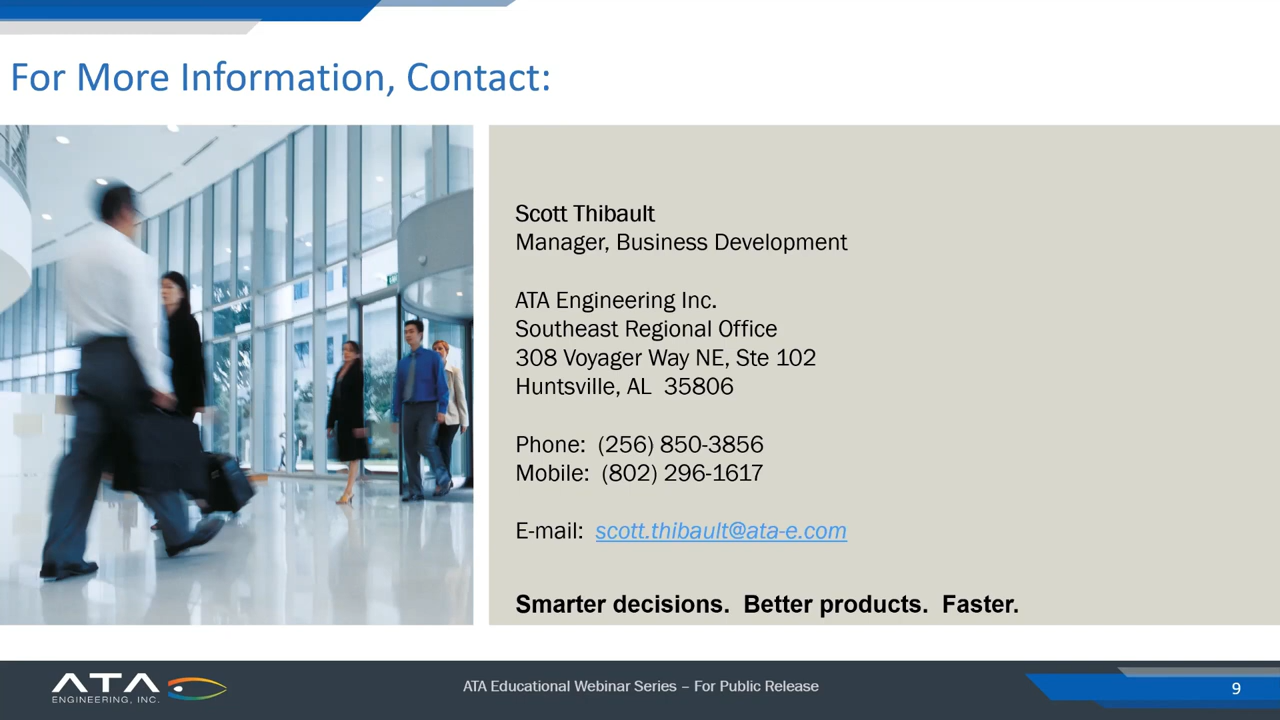 For More Information, Contact:
Scott Thibault
Manager, Business Development
ATA Engineering Inc.
Southeast Regional Office
308 Voyager Way NE, Ste 102
Huntsville, AL  35806
Phone:  (256) 850-3856
Mobile:  (802) 296-1617
E-mail:  scott.thibault@ata-e.com
Smarter decisions.  Better products.  Faster.
ATA
ENGINEERING, INC.
ATA Educational Webinar Series – For Public Release
9